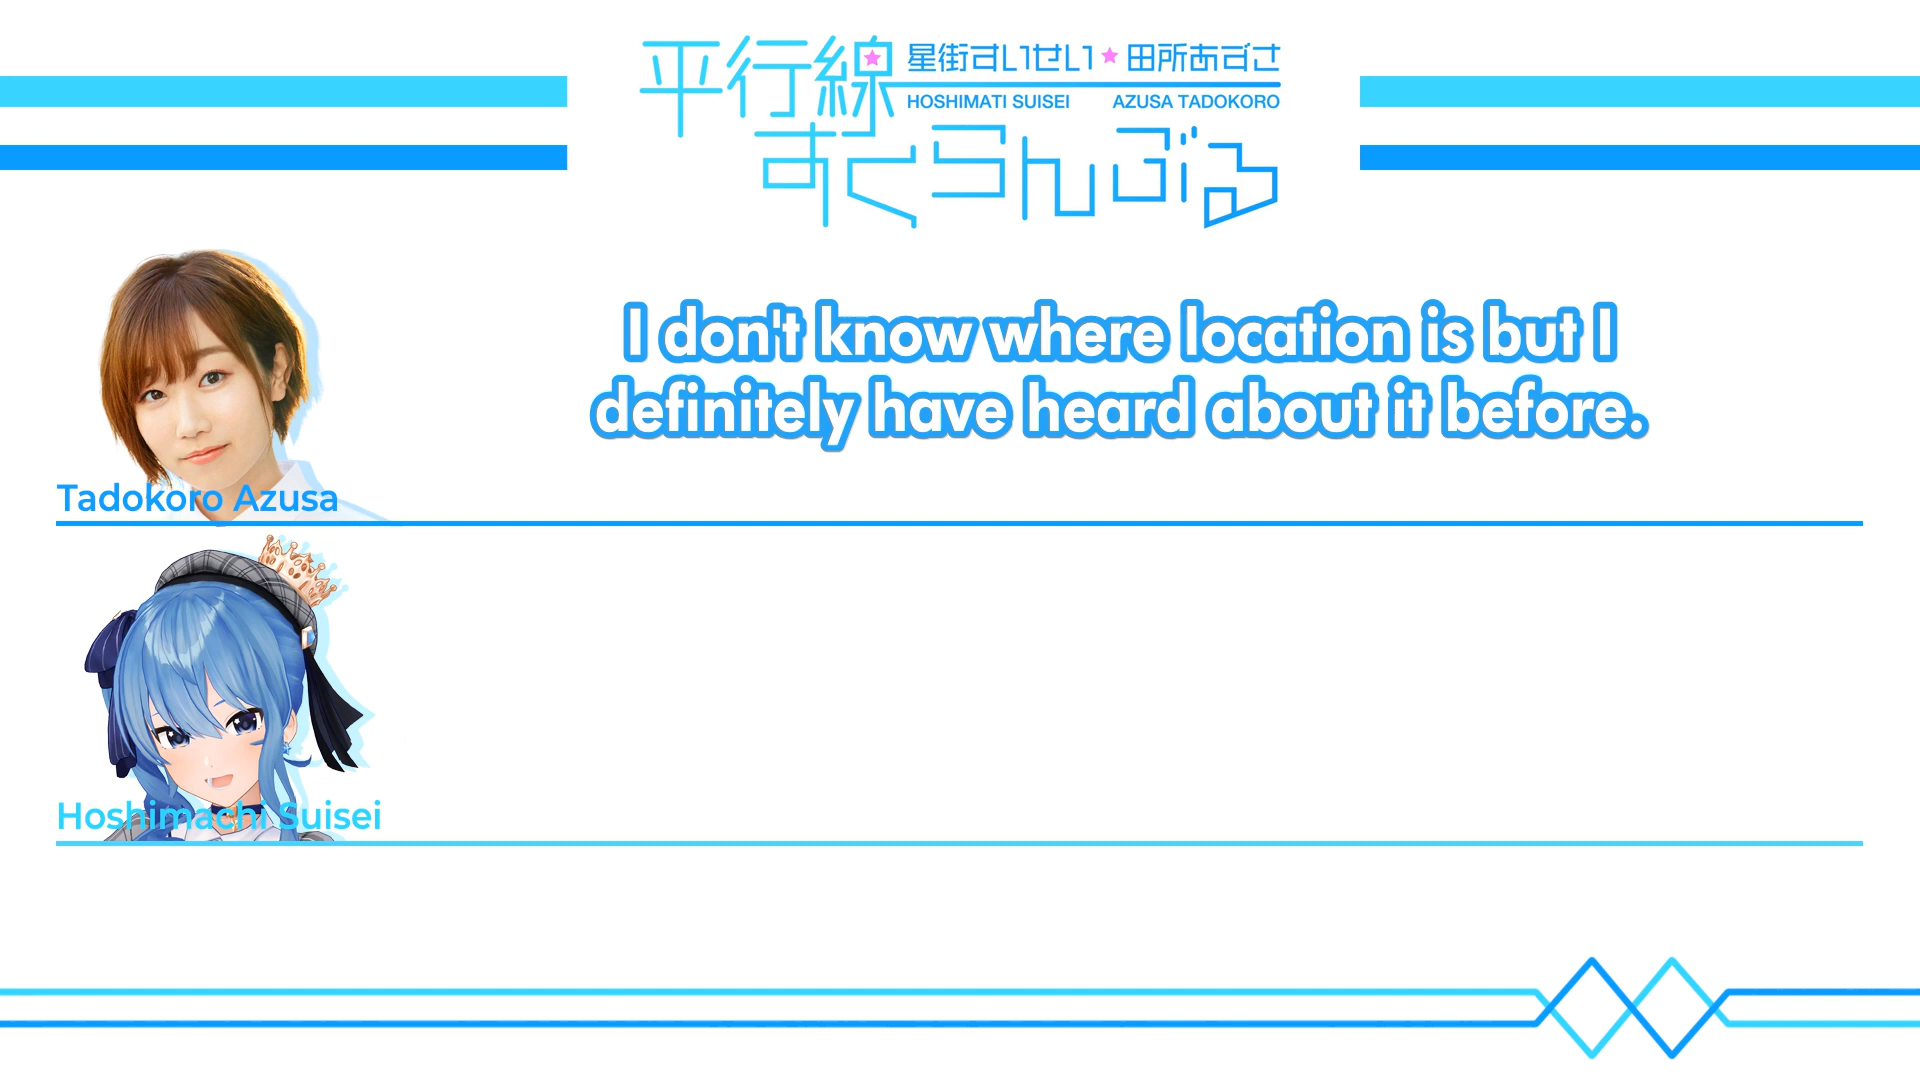 平行線
星街すいせい★田所あずさ
HOSHIMATI SUISEI AZUSA TADOKORO
すくらんぶる
I don't know where location is but I
definitely have heard about it before.
Tadokoro Azusa
Hoshimachi Suisei